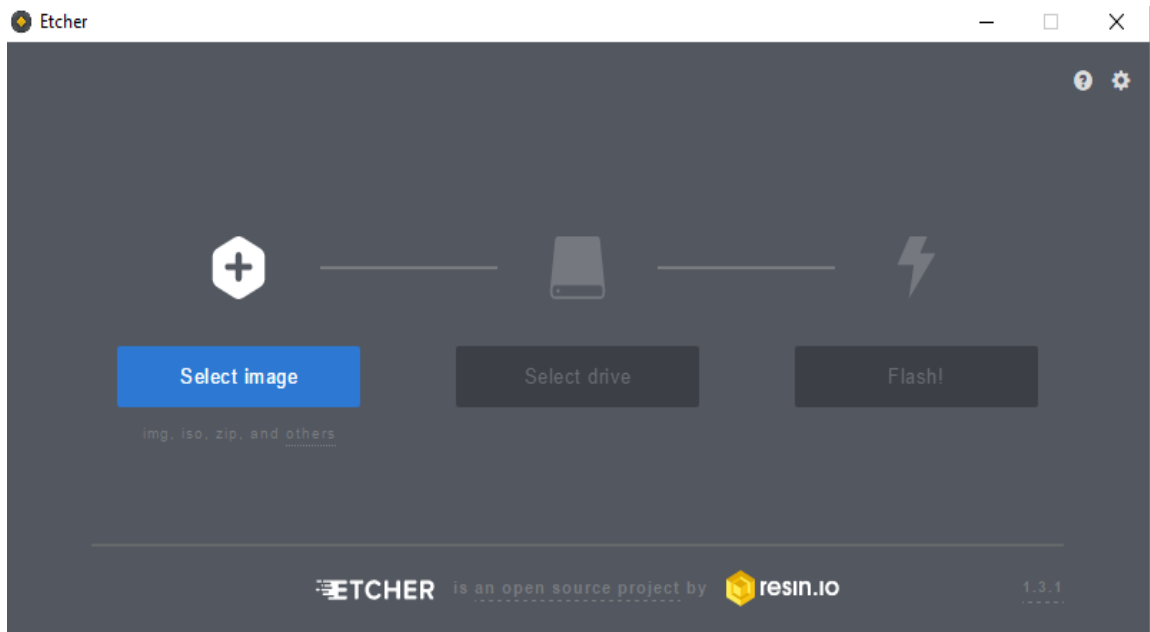 Etcher
Select image
Select drive
Flash!
img, iso, zip, and others
ETCHER is an open source project by resin.io
1.3.1